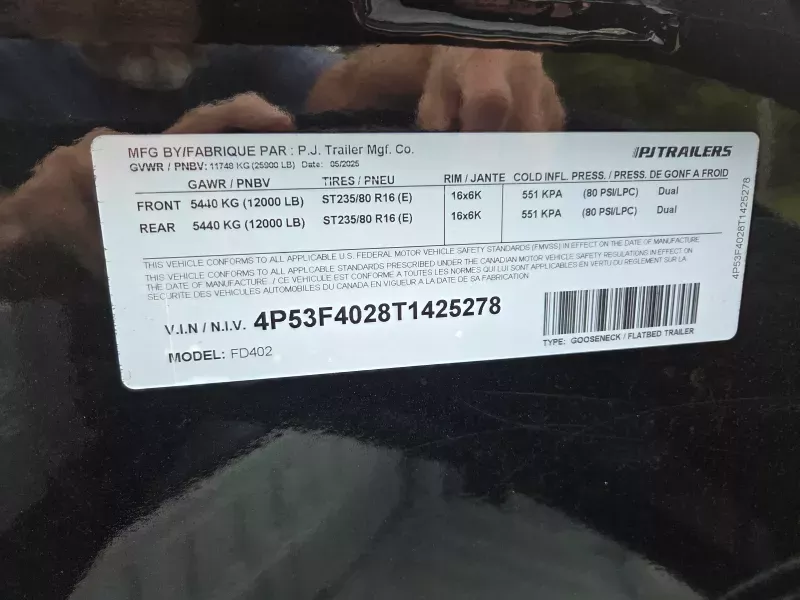 MFG BY/FABRIQUE PAR : P.J. Trailer Mgf. Co.
PJTRAILERS
GVWR / PNBV: 11748 KG (25900 LB) Date: 05/2025
GAWR / PNBV TIRES / PNEU RIM / JANTE COLD INFL. PRESS. / PRESS. DE GONF A FROID
FRONT 5440 KG (12000 LB) ST235/80 R16 (E) 16x6K 551 KPA (80 PSI/LPC) Dual
REAR 5440 KG (12000 LB) ST235/80 R16 (E) 16x6K 551 KPA (80 PSI/LPC) Dual
THIS VEHICLE CONFORMS TO ALL APPLICABLE U.S. FEDERAL MOTOR VEHICLE SAFETY STANDARDS (FMVSS) IN EFFECT ON THE DATE OF MANUFACTURE
THIS VEHICLE CONFORMS TO ALL APPLICABLE STANDARDS PRESCRIBED UNDER THE CANADIAN MOTOR VEHICLE SAFETY REGULATIONS IN EFFECT ON
THE DATE OF MANUFACTURE. / CE VEHICULE EST CONFORME A TOUTES LES NORMES QUI LUI SONT APPLICABLES EN VERTU DU REGLEMENT SUR LA
SECURITE DES VEHICULES AUTOMOBILES DU CANADA EN VIGUEUR A LA DATE DE SA FABRICATION
V.I.N / N.I.V. 4P53F4028T1425278
MODEL: FD402
TYPE: GOOSENECK / FLATBED TRAILER
4P53F4028T1425278